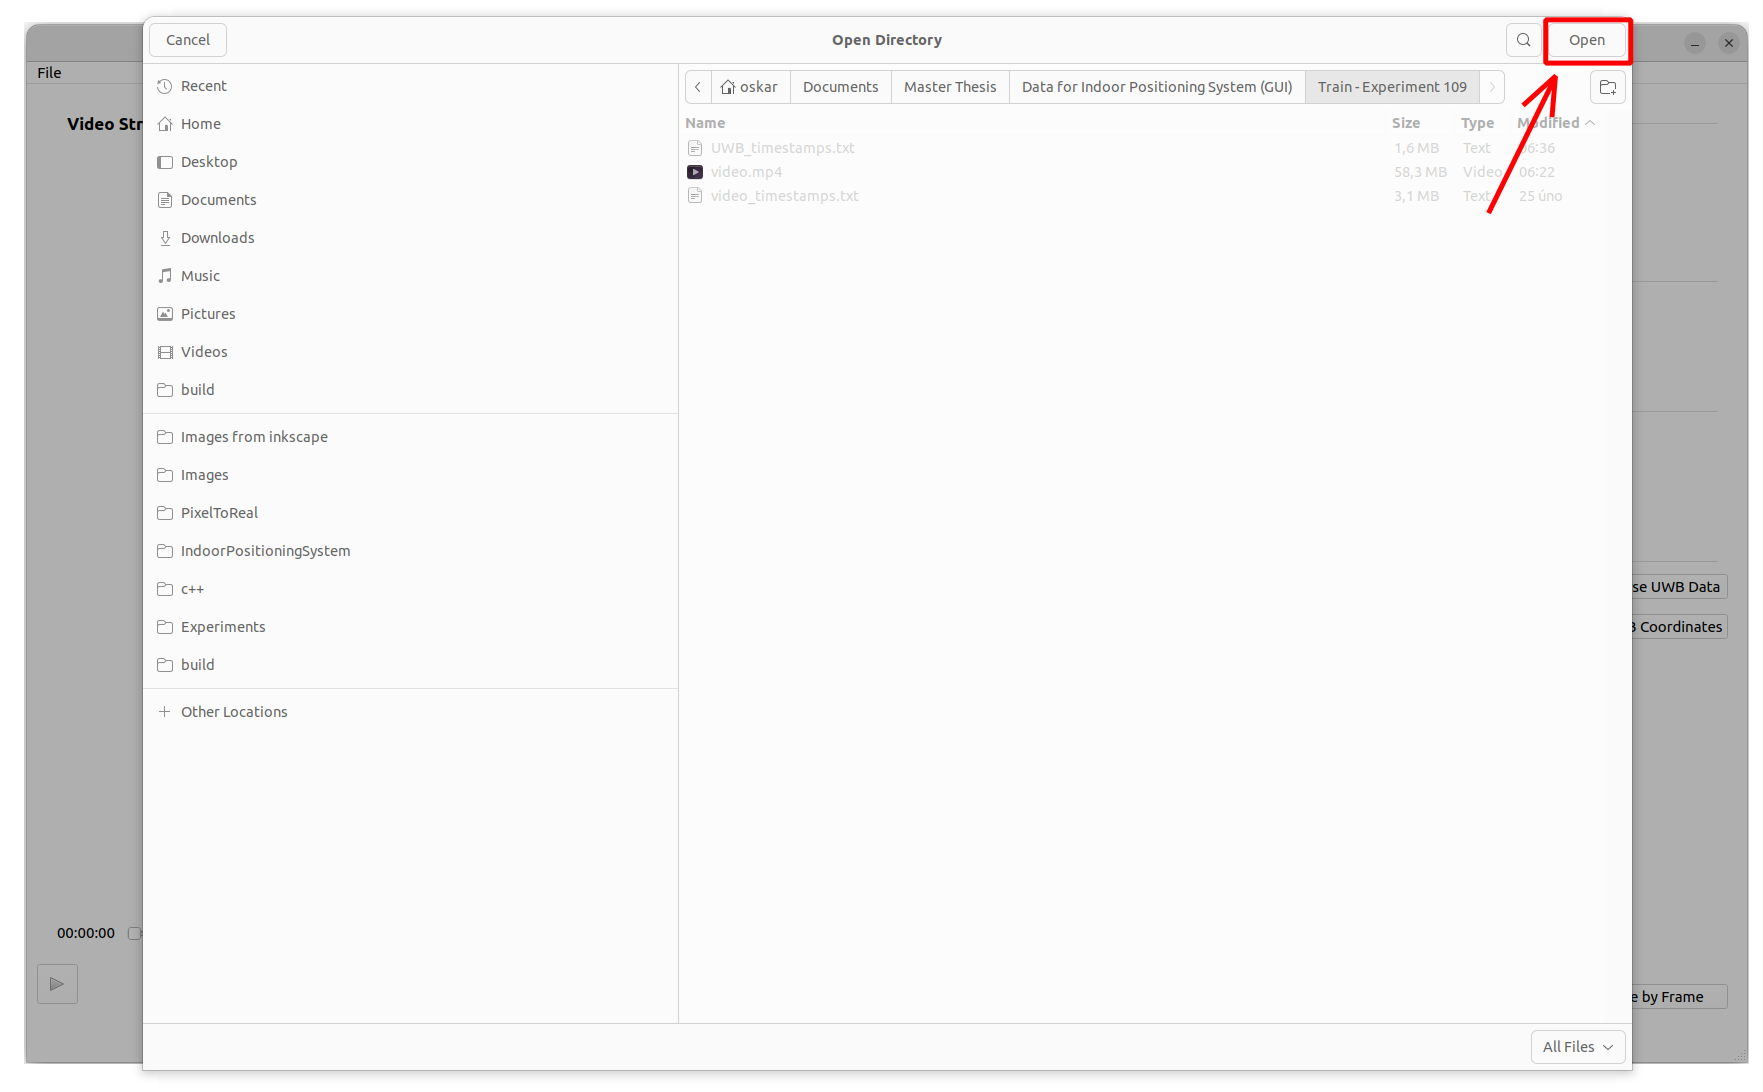 Cancel
Open Directory
Open
File
Video Str
Recent
Home
Desktop
Documents
Downloads
Music
Pictures
Videos
build
Images from inkscape
Images
PixelToReal
IndoorPositioningSystem
c++
Experiments
build
Other Locations
oskar Documents Master Thesis Data for Indoor Positioning System (GUI) Train - Experiment 109
Name Size Type Modified
UWB_timestamps.txt 1,6 MB Text 06:36
video.mp4 58,3 MB Video 06:22
video_timestamps.txt 3,1 MB Text 25 úno
se UWB Data
B Coordinates
00:00:00
e by Frame
All Files